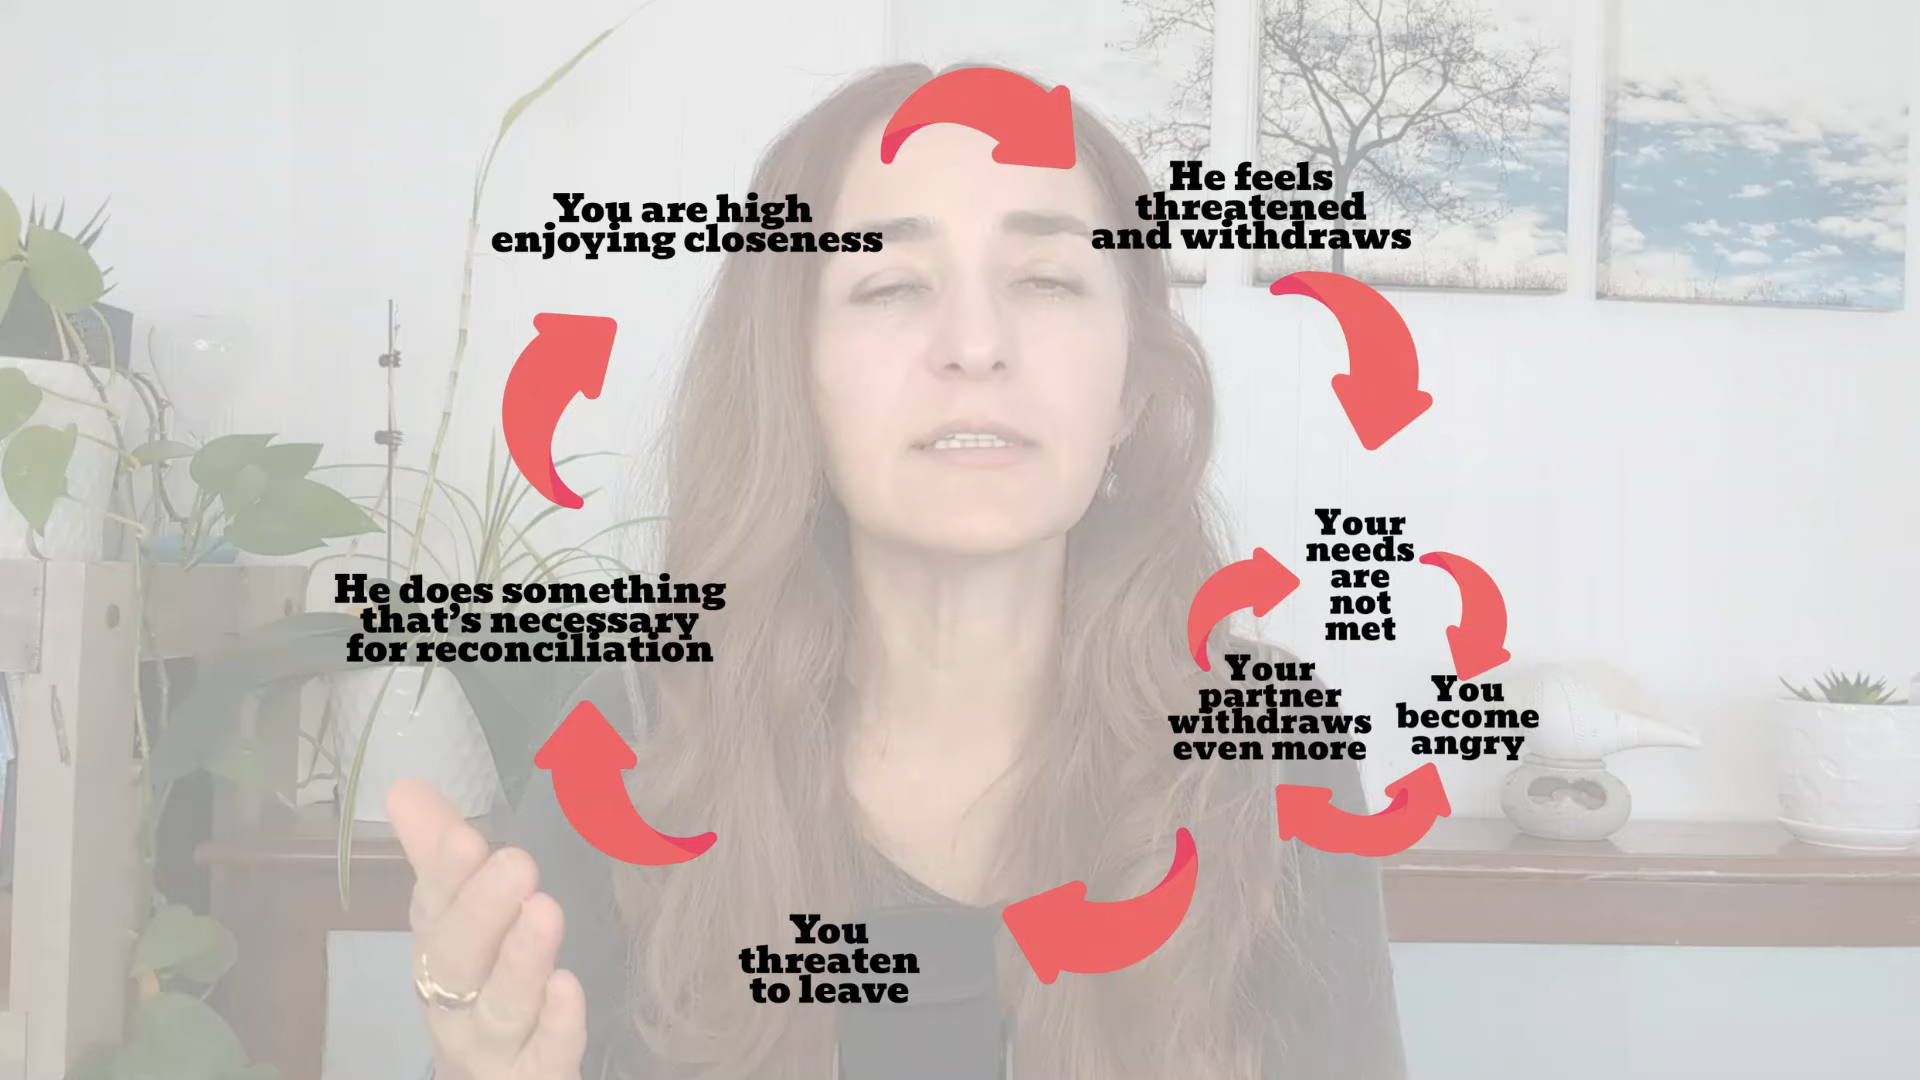 You are high
enjoying closeness
He feels
threatened
and withdraws
Your
needs
are
not
met
You
become
angry
Your
partner
withdraws
even more
You
threaten
to leave
He does something
that's necessary
for reconciliation